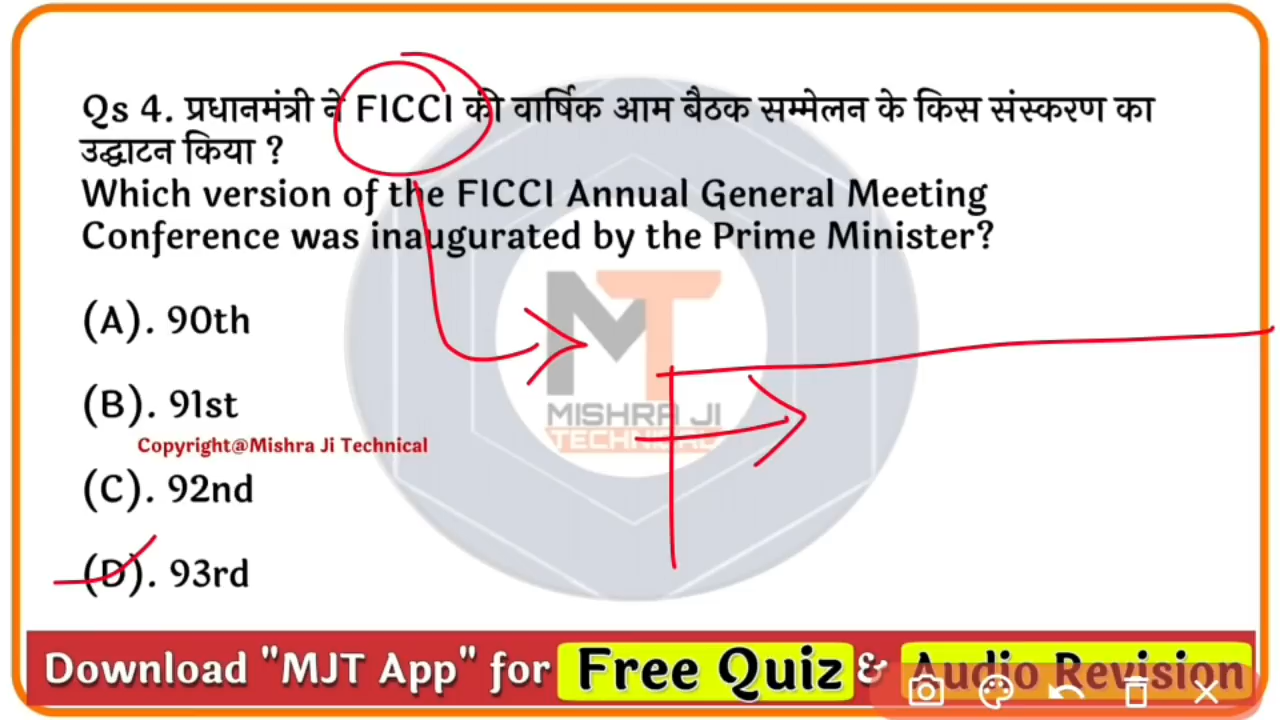 Qs 4. प्रधानमंत्री ने FICCI की वार्षिक आम बैठक सम्मेलन के किस संस्करण का
उद्घाटन किया ?
Which version of the FICCI Annual General Meeting
Conference was inaugurated by the Prime Minister?
(A). 90th
(B). 91st
Copyright@Mishra Ji Technical
(C). 92nd
(D). 93rd
MT
MISHRA JI
TECHNICAL
Download "MJT App" for Free Quiz & Audio Revision